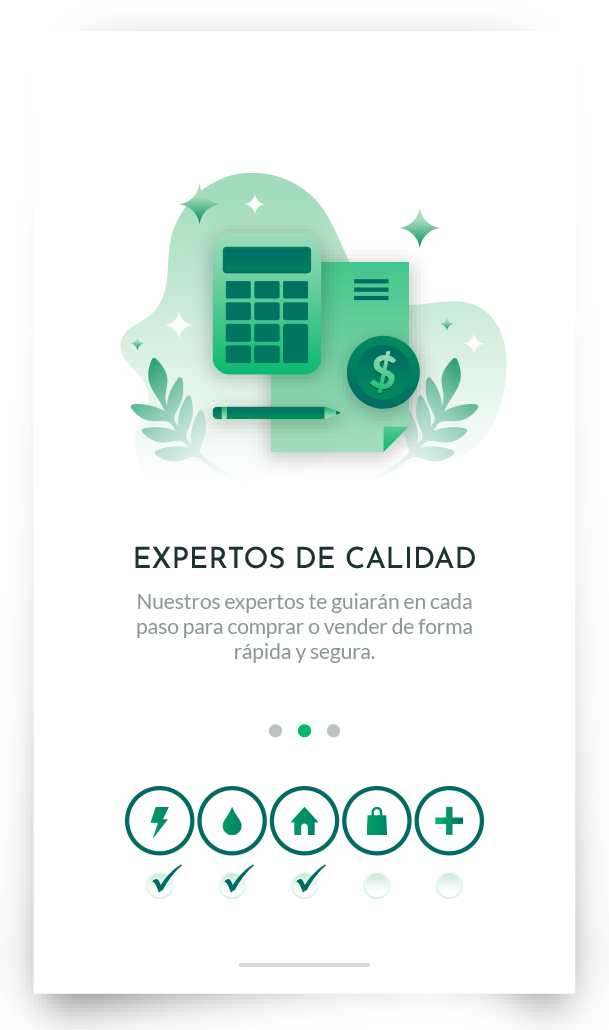 $
EXPERTOS DE CALIDAD
Nuestros expertos te guiarán en cada
paso para comprar o vender de forma
rápida y segura.